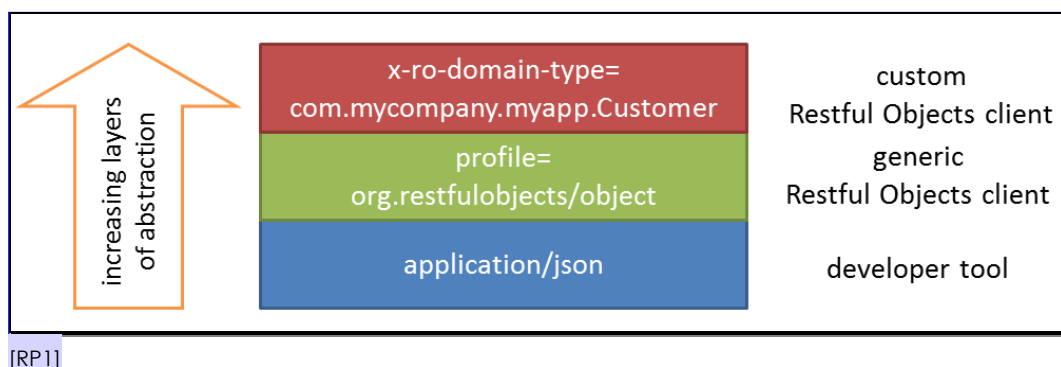 increasing layers
of abstraction
x-ro-domain-type=
com.mycompany.myapp.Customer
custom
Restful Objects client
profile=
org.restfulobjects/object
generic
Restful Objects client
application/json
developer tool
[RP1]